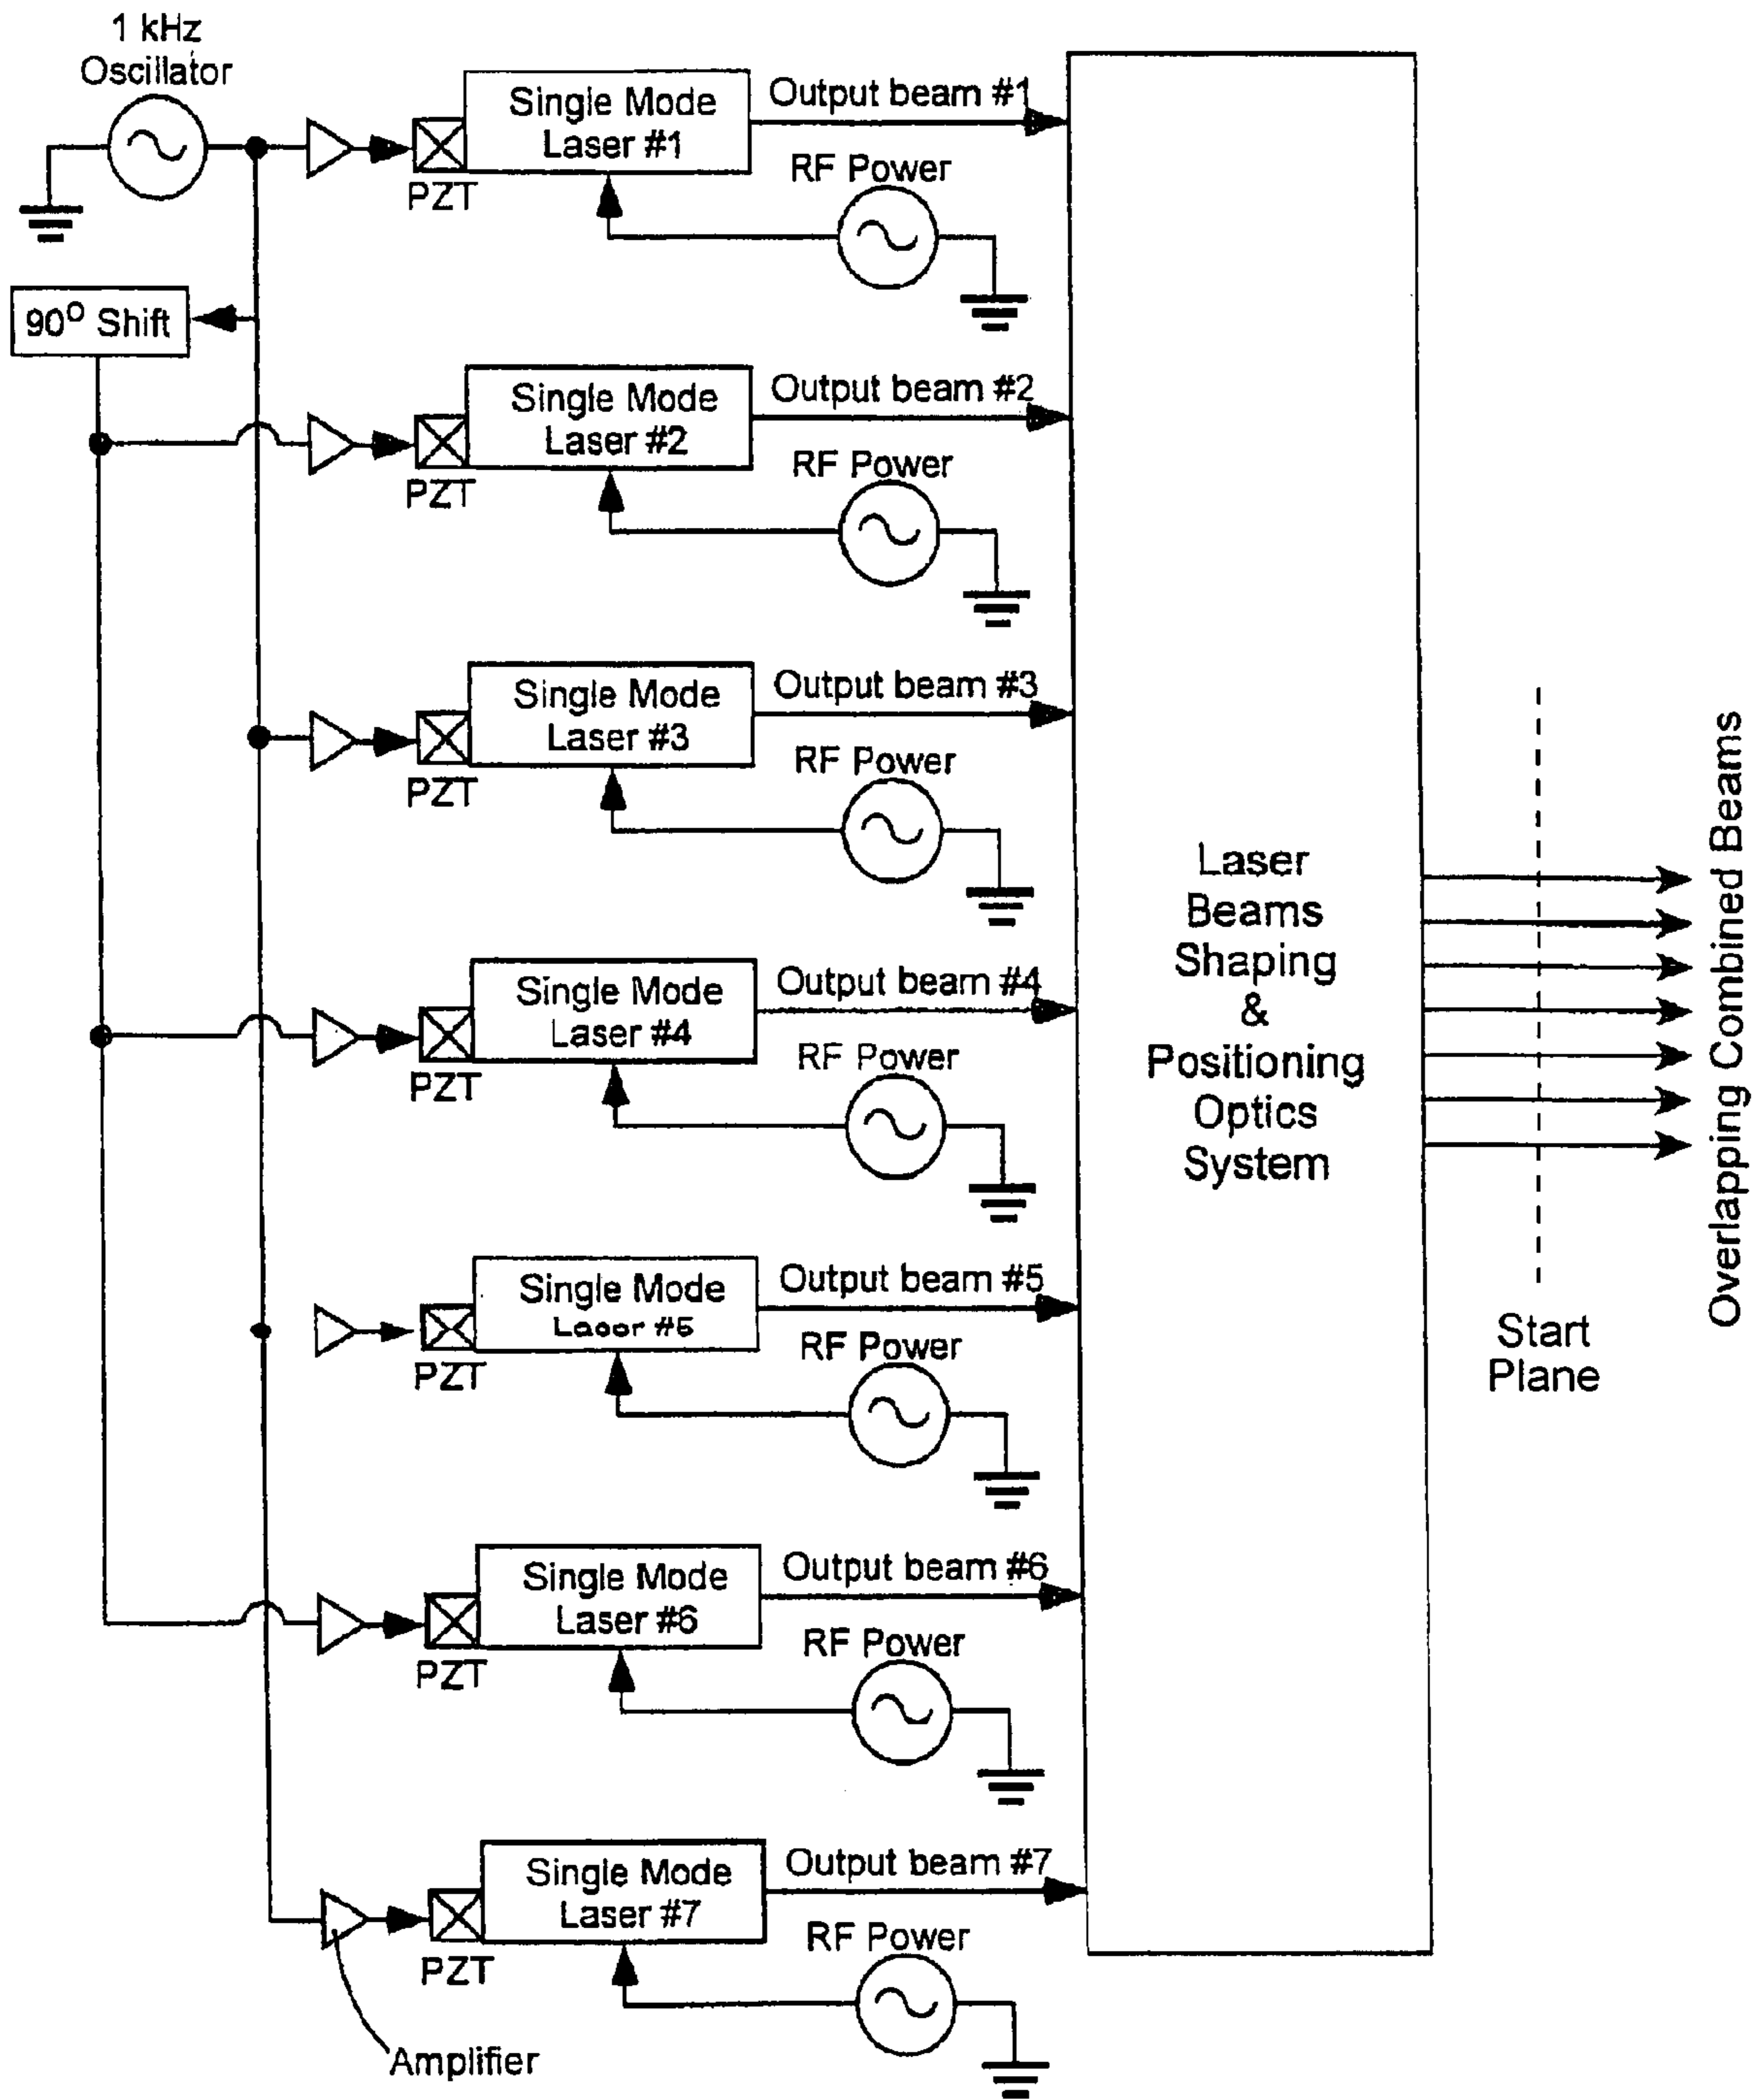 1 kHz
Oscillator
Single Mode
Laser #1
Output beam #1
PZT
RF Power
90° Shift
Single Mode
Laser #2
Output beam #2
PZT
RF Power
Single Mode
Laser #3
Output beam #3
PZT
RF Power
Single Mode
Laser #4
Output beam #4
PZT
RF Power
Single Mode
Laser #5
Output beam #5
PZT
RF Power
Single Mode
Laser #6
Output beam #6
PZT
RF Power
Single Mode
Laser #7
Output beam #7
PZT
RF Power
Amplifier
Laser
Beams
Shaping
&
Positioning
Optics
System
Start
Plane
Overlapping Combined Beams